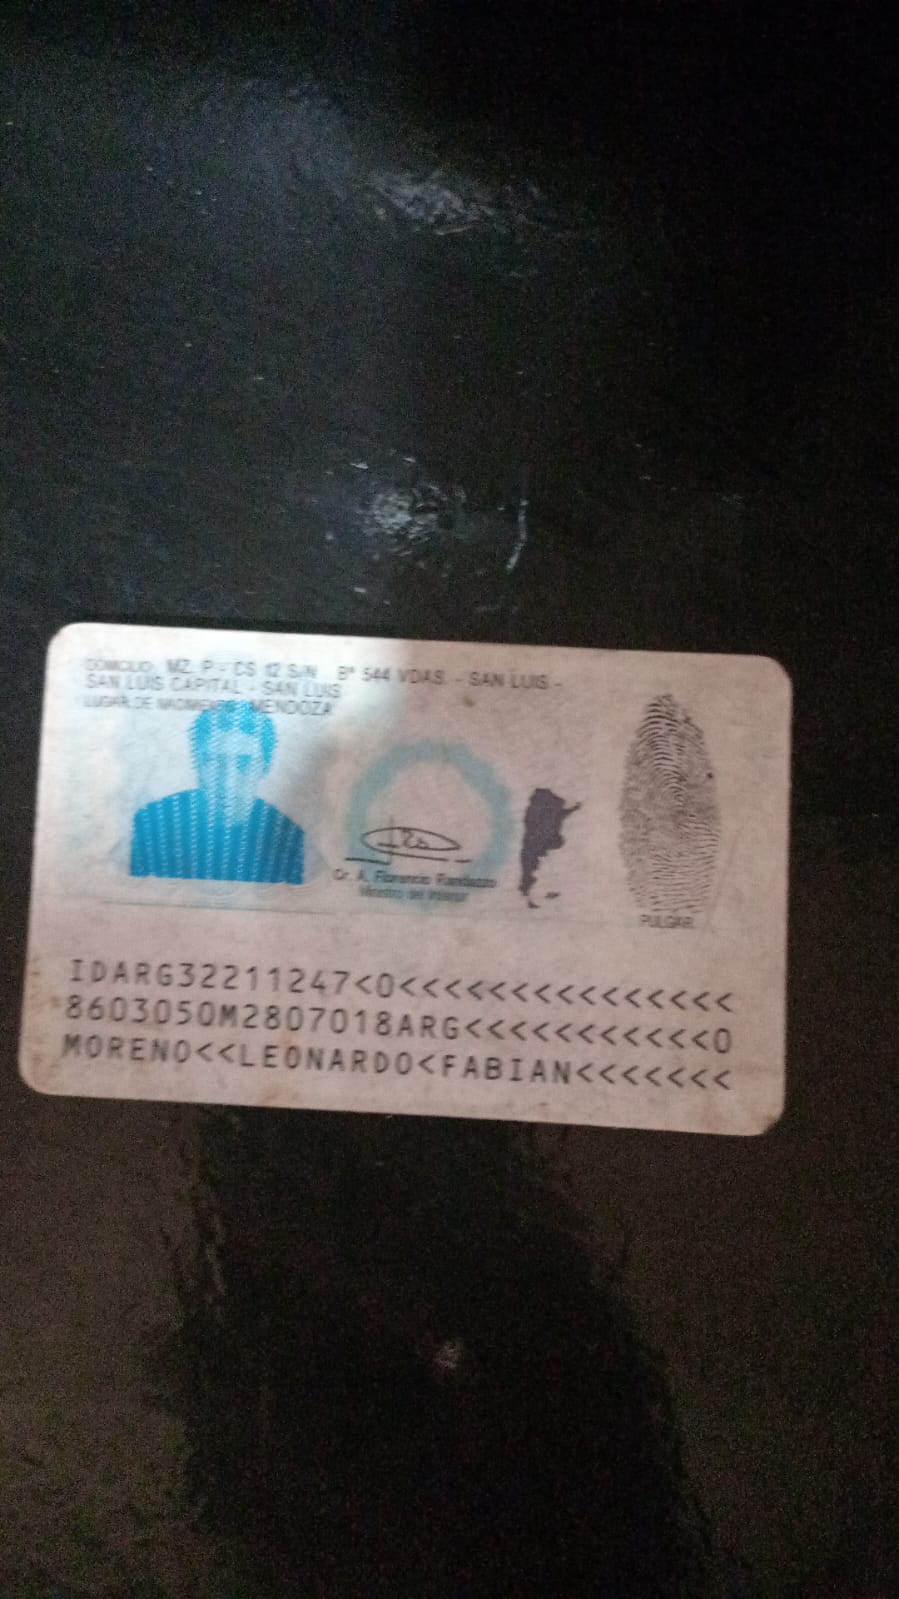 DOMICILIO: MZ. P - CS 12 S/N B° 544 VDAS. - SAN LUIS -
SAN LUIS CAPITAL - SAN LUIS
LUGAR DE NACIMIENTO: MENDOZA
Cr. A. Florencio Randazzo
Ministro del Interior
PULGAR
IDARG32211247<0<<<<<<<<<<<<<<<
8603050M2807018ARG<<<<<<<<<<<0
MORENO<<LEONARDO<FABIAN<<<<<<<